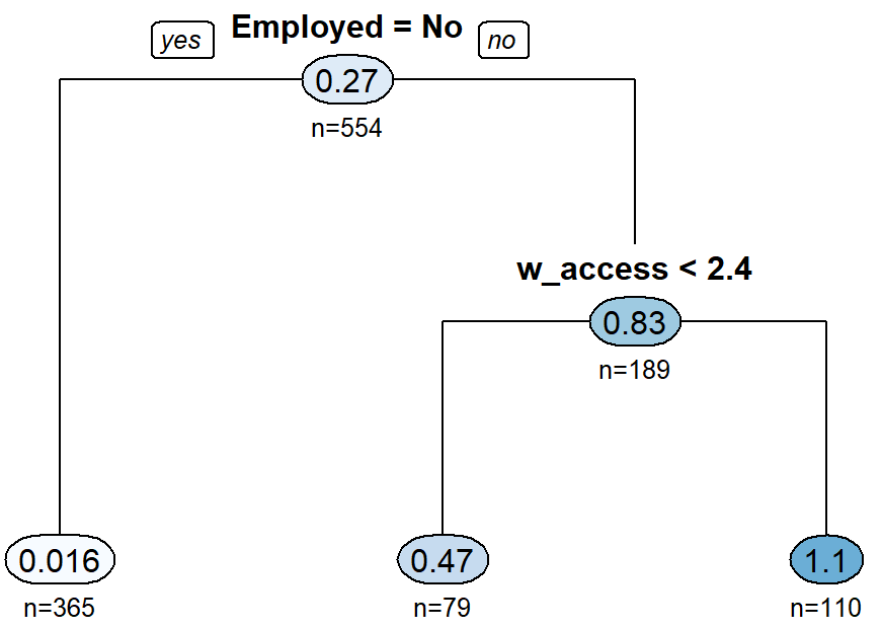 yes Employed = No no
0.27
n=554
w_access < 2.4
0.83
n=189
0.016 0.47 1.1
n=365 n=79 n=110